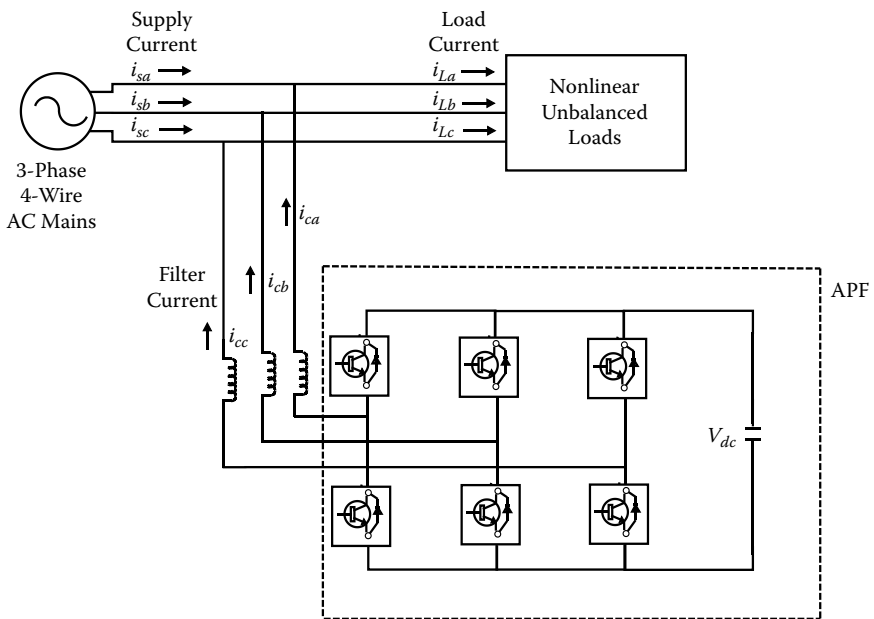 Supply
Current
Load
Current
i_sa
i_La
i_sb
i_Lb
i_sc
i_Lc
Nonlinear
Unbalanced
Loads
3-Phase
4-Wire
AC Mains
i_ca
Filter
Current
i_cb
i_cc
APF
V_dc